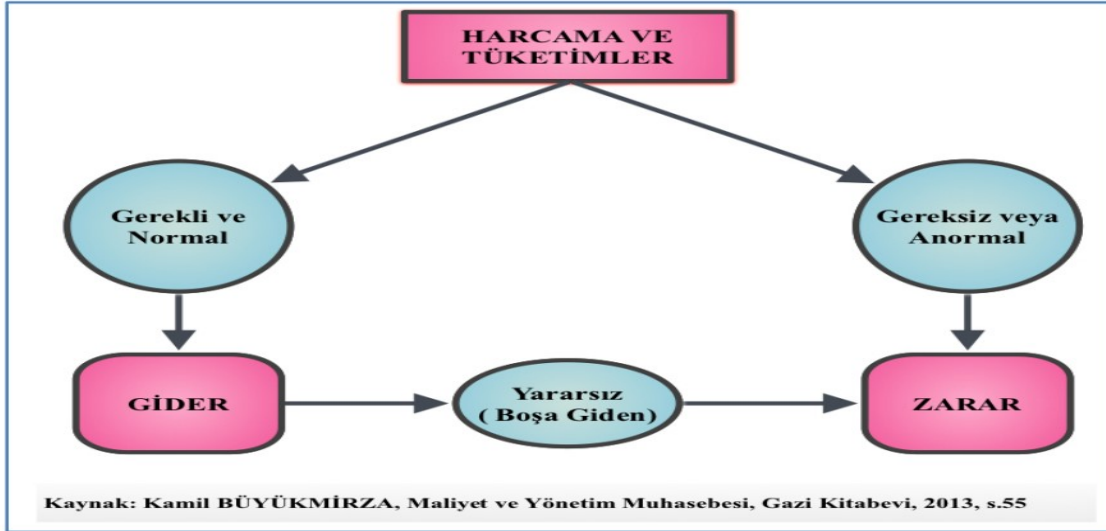 HARCAMA VE
TÜKETİMLER
Gerekli ve
Normal
Gereksiz veya
Anormal
GİDER
Yararsız
( Boşa Giden)
ZARAR
Kaynak: Kamil BÜYÜKMİRZA, Maliyet ve Yönetim Muhasebesi, Gazi Kitabevi, 2013, s.55